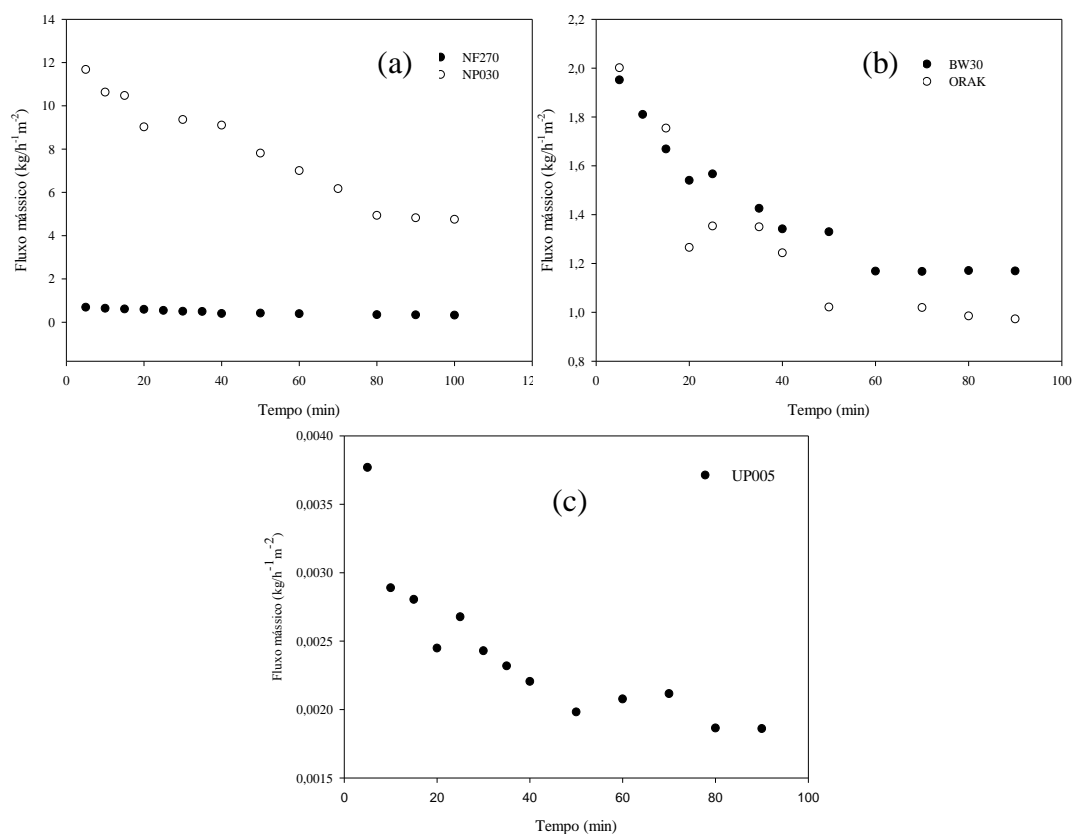 14
12
10
8
6
4
2
0
Fluxo mássico (kg/h⁻¹m⁻²)
(a)
NF270
NP030
0 20 40 60 80 100 12
Tempo (min)
2,2
2,0
1,8
1,6
1,4
1,2
1,0
0,8
Fluxo mássico (kg/h⁻¹m⁻²)
(b)
BW30
ORAK
0 20 40 60 80 100
Tempo (min)
0,0040
0,0035
0,0030
0,0025
0,0020
0,0015
Fluxo mássico (kg/h⁻¹m⁻²)
(c)
UP005
0 20 40 60 80 100
Tempo (min)